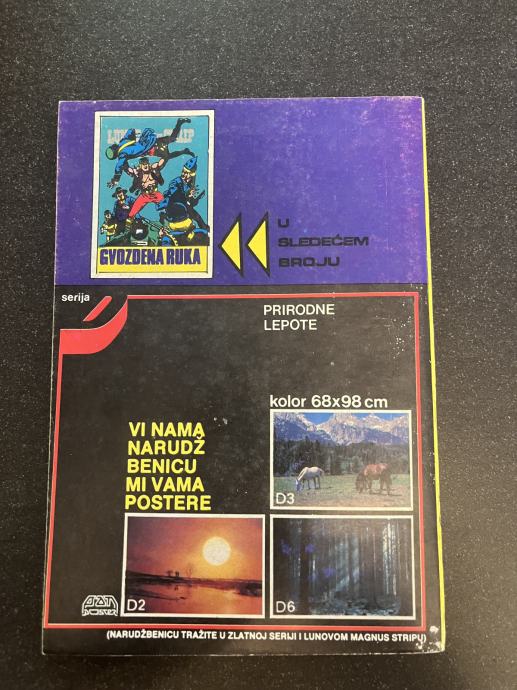 GVOZDENA RUKA
U
SLEDEĆEM
BROJU
serija
PRIRODNE
LEPOTE
kolor 68x98 cm
VI NAMA
NARUDŽ
BENICU
MI VAMA
POSTERE
D3
D2
D6
POSTER
(NARUDŽBENICU TRAŽITE U ZLATNOJ SERIJI I LUNOVOM MAGNUS STRIPU)